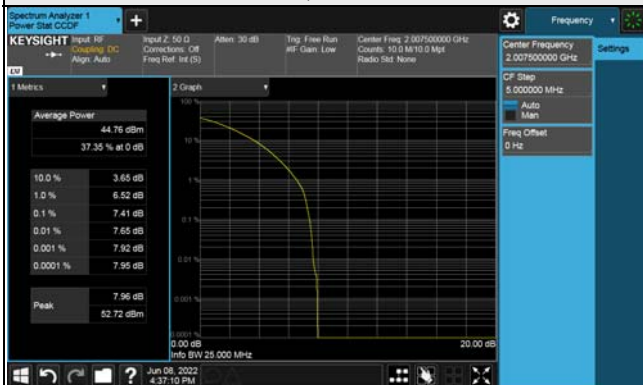 Spectrum Analyzer 1
Power Stat CCDF
Frequency
KEYSIGHT
Input: RF
Coupling: DC
Align: Auto
Input Z: 50 Ω
Corrections: Off
Freq Ref: Int (S)
Atten: 30 dB
Trig: Free Run
#IF Gain: Low
Center Freq: 2.007500000 GHz
Counts: 10.0 M/10.0 Mpt
Radio Std: None
Center Frequency
2.007500000 GHz
Settings
CF Step
5.000000 MHz
Auto
Man
Freq Offset
0 Hz
1 Metrics
Average Power
44.76 dBm
37.35 % at 0 dB
10.0 % 3.65 dB
1.0 % 6.52 dB
0.1 % 7.41 dB
0.01 % 7.65 dB
0.001 % 7.92 dB
0.0001 % 7.95 dB
Peak 7.96 dB
52.72 dBm
2 Graph
100 %
10 %
1 %
0.1 %
0.01 %
0.001 %
0.0001 %
0.00 dB
20.00 dB
Info BW 25.000 MHz
?
Jun 08, 2022
4:37:10 PM